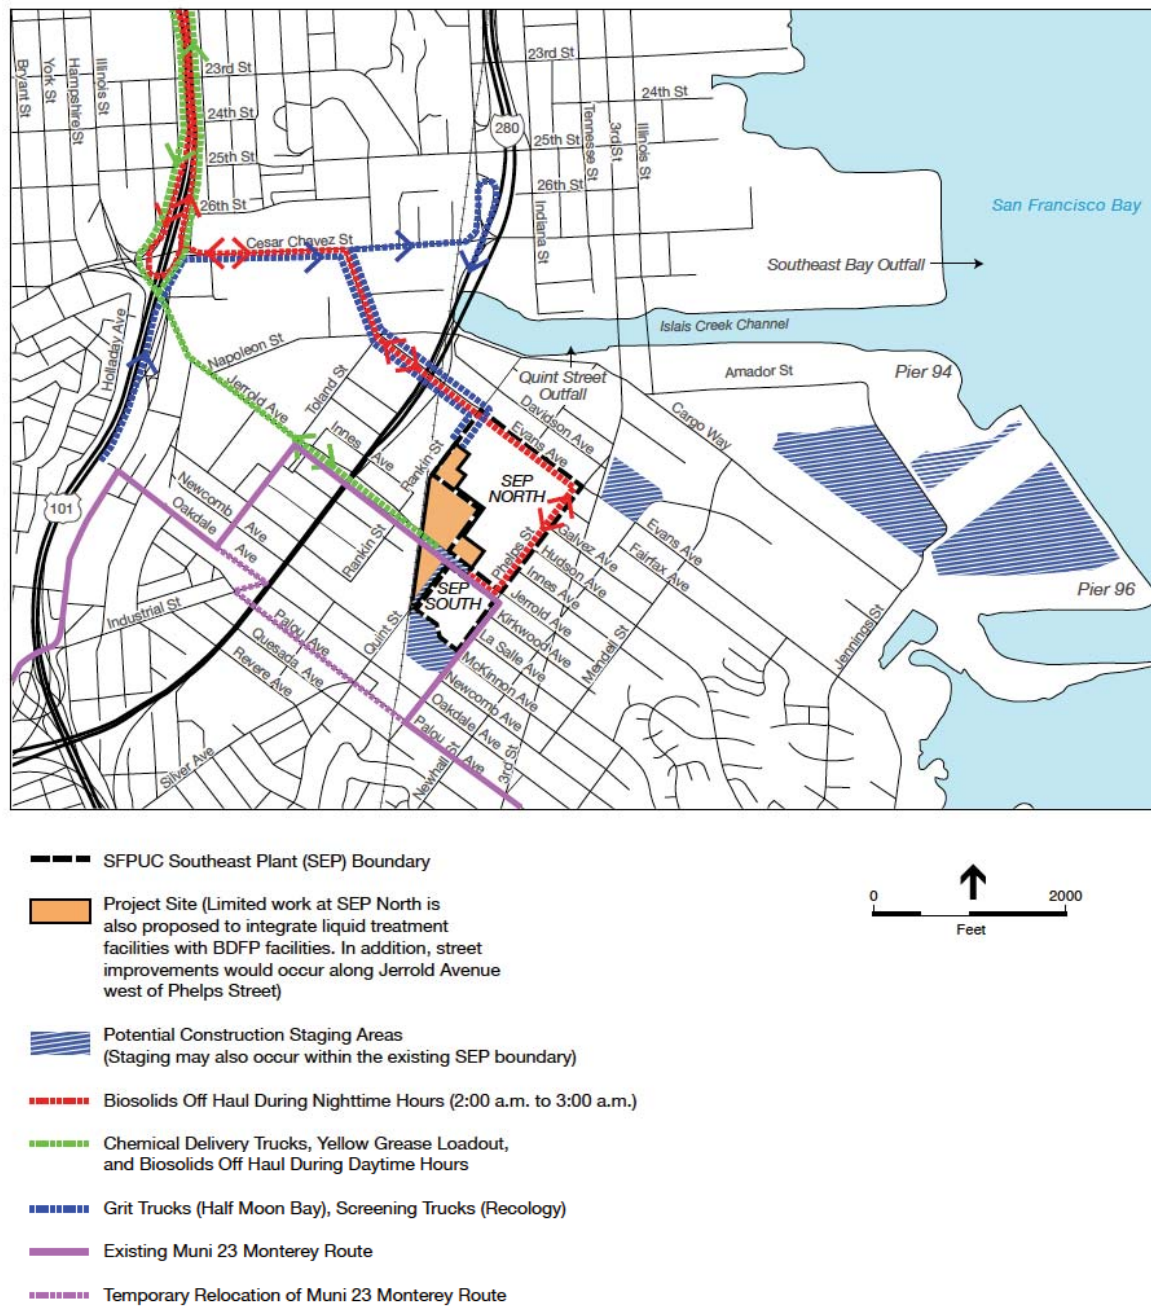 Bryant St
York St
Hampshire St
Illinois St
23rd St
24th St
25th St
26th St
Cesar Chavez St
280
23rd St
24th St
25th St
26th St
Tennesse St
3rd St
Illinois St
Indiana St
San Francisco Bay
Southeast Bay Outfall
Islais Creek Channel
Holladay Ave
Napoleon St
Jerrold Ave
Toland St
Innes Ave
Rankin St
Quint Street
Outfall
Davidson Ave
Evans Ave
Amador St
Pier 94
Cargo Way
101
Newcomb Ave
Oakdale Ave
Rankin St
SEP
NORTH
Phelps St
Galvez Ave
Hudson Ave
Innes Ave
Jerrold Ave
Kirkwood Ave
La Salle Ave
McKinnon Ave
Newcomb Ave
Oakdale Ave
Palou Ave
Evans Ave
Fairfax Ave
Pier 96
SEP
SOUTH
Industrial St
Palou Ave
Quesada Ave
Revere Ave
Quint St
Mendell St
Jennings St
Silver Ave
Newhall St
3rd St
SFPUC Southeast Plant (SEP) Boundary
Project Site (Limited work at SEP North is
also proposed to integrate liquid treatment
facilities with BDFP facilities. In addition, street
improvements would occur along Jerrold Avenue
west of Phelps Street)
Potential Construction Staging Areas
(Staging may also occur within the existing SEP boundary)
Biosolids Off Haul During Nighttime Hours (2:00 a.m. to 3:00 a.m.)
Chemical Delivery Trucks, Yellow Grease Loadout,
and Biosolids Off Haul During Daytime Hours
Grit Trucks (Half Moon Bay), Screening Trucks (Recology)
Existing Muni 23 Monterey Route
Temporary Relocation of Muni 23 Monterey Route
0 2000
Feet